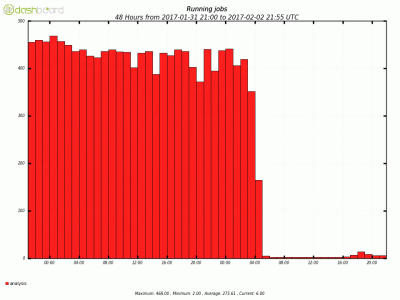 dashboard
Running jobs
48 Hours from 2017-01-31 21:00 to 2017-02-02 21:55 UTC
500
400
300
200
100
0
00:00 04:00 08:00 12:00 16:00 20:00 00:00 04:00 08:00 12:00 16:00 20:00
analysis
Maximum: 468.00 , Minimum: 2.00 , Average: 273.61 , Current: 6.00